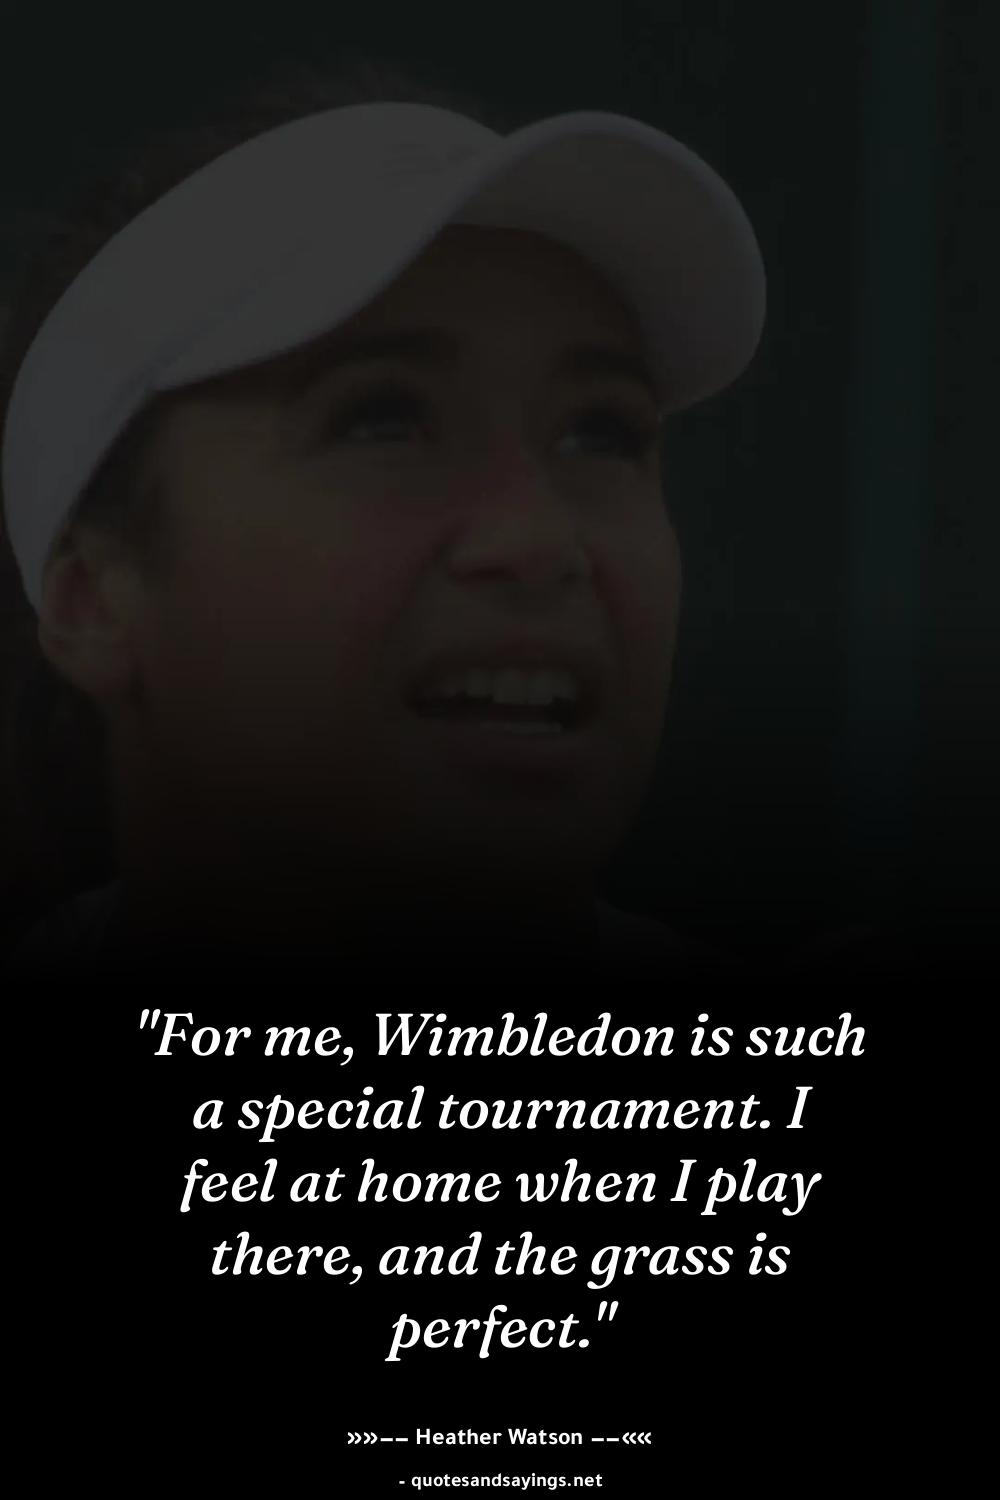 "For me, Wimbledon is such
a special tournament. I
feel at home when I play
there, and the grass is
perfect."
»»–– Heather Watson ––««
- quotesandsayings.net